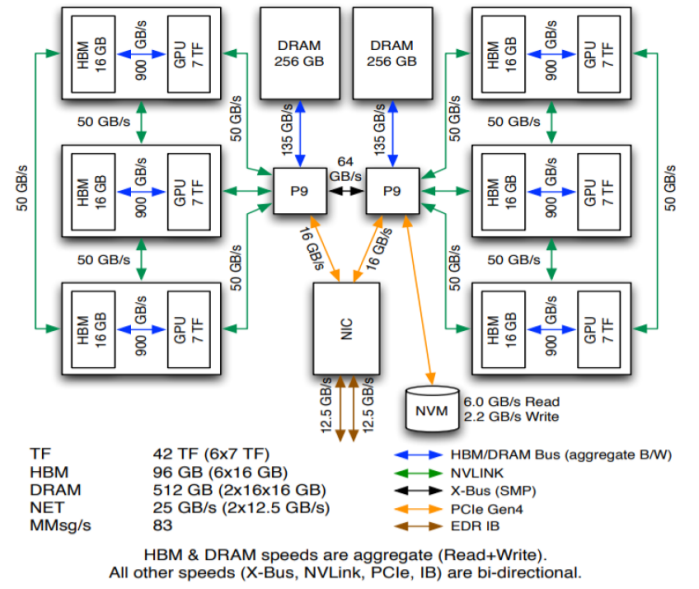 HBM
16 GB
900 GB/s
GPU
7 TF
DRAM
256 GB
DRAM
256 GB
HBM
16 GB
900 GB/s
GPU
7 TF
50 GB/s
50 GB/s
135 GB/s
135 GB/s
50 GB/s
50 GB/s
50 GB/s
HBM
16 GB
900 GB/s
GPU
7 TF
P9
64
GB/s
P9
HBM
16 GB
900 GB/s
GPU
7 TF
50 GB/s
50 GB/s
50 GB/s
16 GB/s
16 GB/s
50 GB/s
50 GB/s
HBM
16 GB
900 GB/s
GPU
7 TF
NIC
HBM
16 GB
900 GB/s
GPU
7 TF
12.5 GB/s
12.5 GB/s
NVM
6.0 GB/s Read
2.2 GB/s Write
TF 42 TF (6x7 TF)
HBM 96 GB (6x16 GB)
DRAM 512 GB (2x16x16 GB)
NET 25 GB/s (2x12.5 GB/s)
MMsg/s 83
HBM/DRAM Bus (aggregate B/W)
NVLINK
X-Bus (SMP)
PCIe Gen4
EDR IB
HBM & DRAM speeds are aggregate (Read+Write).
All other speeds (X-Bus, NVLink, PCIe, IB) are bi-directional.